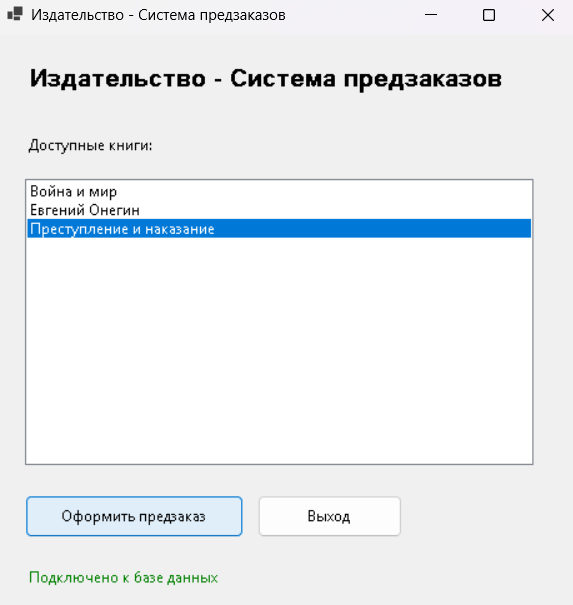 Издательство - Система предзаказов
Издательство - Система предзаказов
Доступные книги:
Война и мир
Евгений Онегин
Преступление и наказание
Оформить предзаказ
Выход
Подключено к базе данных